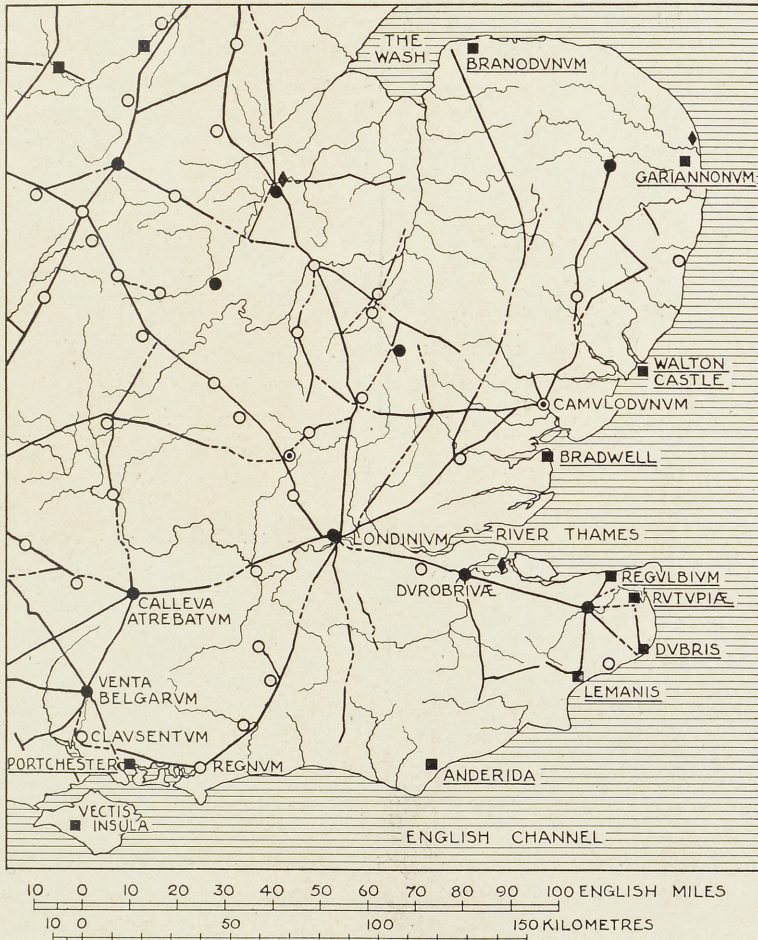 THE
WASH
BRANODVNVM
GARIANNONVM
WALTON
CASTLE
CAMVLODVNVM
BRADWELL
LONDINIVM
RIVER THAMES
DVROBRIVÆ
REGVLBIVM
RVTVPIÆ
CALLEVA
ATREBATVM
DVBRIS
LEMANIS
VENTA
BELGARVM
CLAVSENTVM
PORTCHESTER
REGNVM
ANDERIDA
VECTIS
INSULA
ENGLISH CHANNEL
10 0 10 20 30 40 50 60 70 80 90 100 ENGLISH MILES
10 0 50 100 150 KILOMETRES